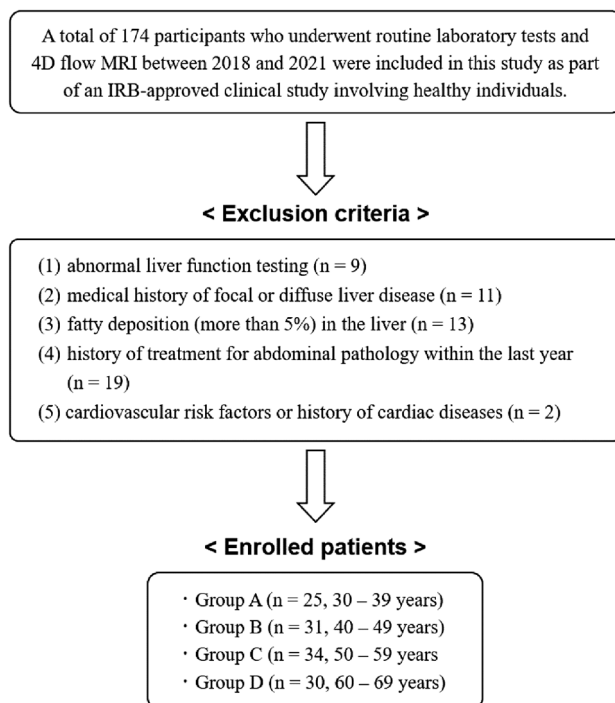 A total of 174 participants who underwent routine laboratory tests and
4D flow MRI between 2018 and 2021 were included in this study as part
of an IRB-approved clinical study involving healthy individuals.
< Exclusion criteria >
(1) abnormal liver function testing (n = 9)
(2) medical history of focal or diffuse liver disease (n = 11)
(3) fatty deposition (more than 5%) in the liver (n = 13)
(4) history of treatment for abdominal pathology within the last year
(n = 19)
(5) cardiovascular risk factors or history of cardiac diseases (n = 2)
< Enrolled patients >
· Group A (n = 25, 30 – 39 years)
· Group B (n = 31, 40 – 49 years)
· Group C (n = 34, 50 – 59 years
· Group D (n = 30, 60 – 69 years)